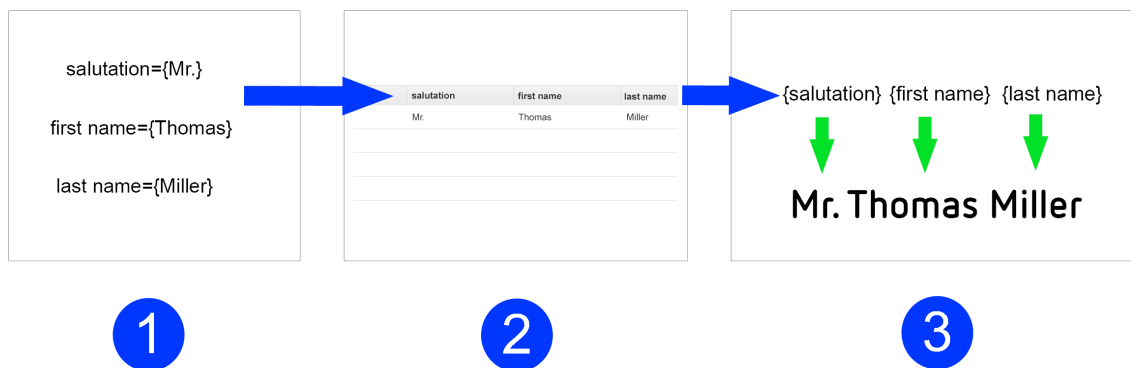 salutation={Mr.}
first name={Thomas}
last name={Miller}
salutation first name last name
Mr. Thomas Miller
{salutation} {first name} {last name}
Mr. Thomas Miller
1
2
3